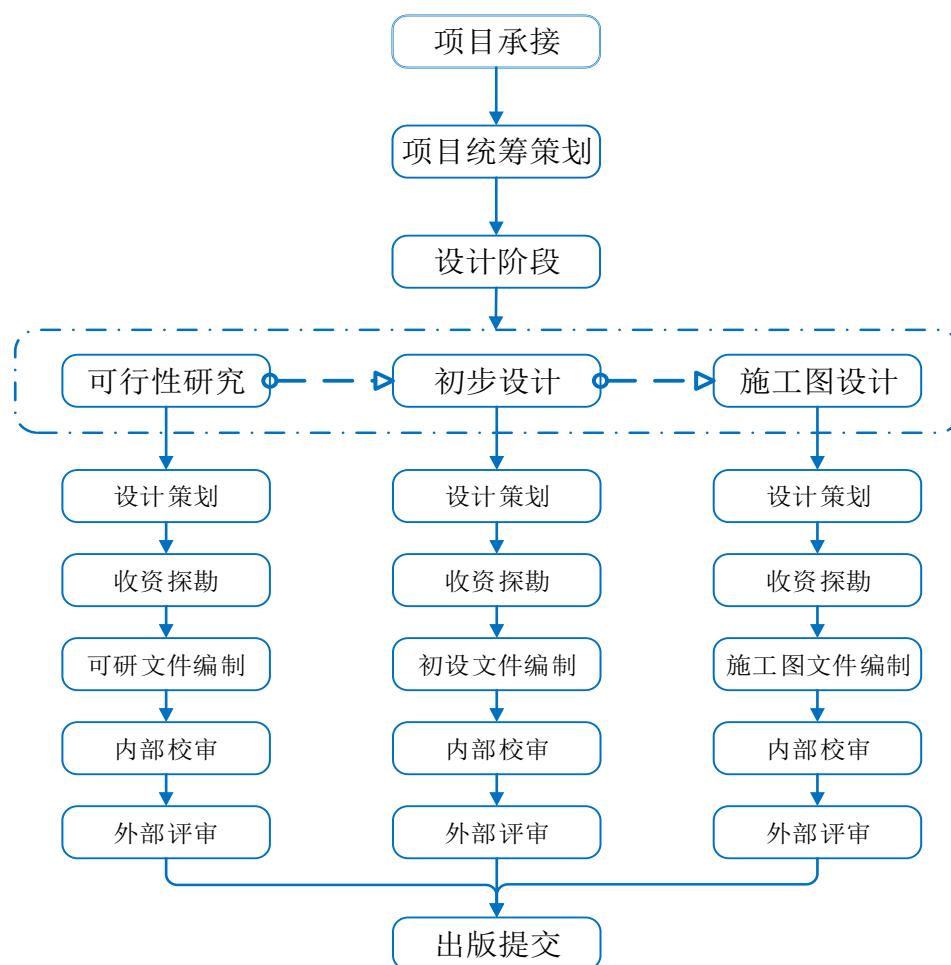 项目承接
项目统筹策划
设计阶段
可行性研究
初步设计
施工图设计
设计策划
设计策划
设计策划
收资探勘
收资探勘
收资探勘
可研文件编制
初设文件编制
施工图文件编制
内部校审
内部校审
内部校审
外部评审
外部评审
外部评审
出版提交